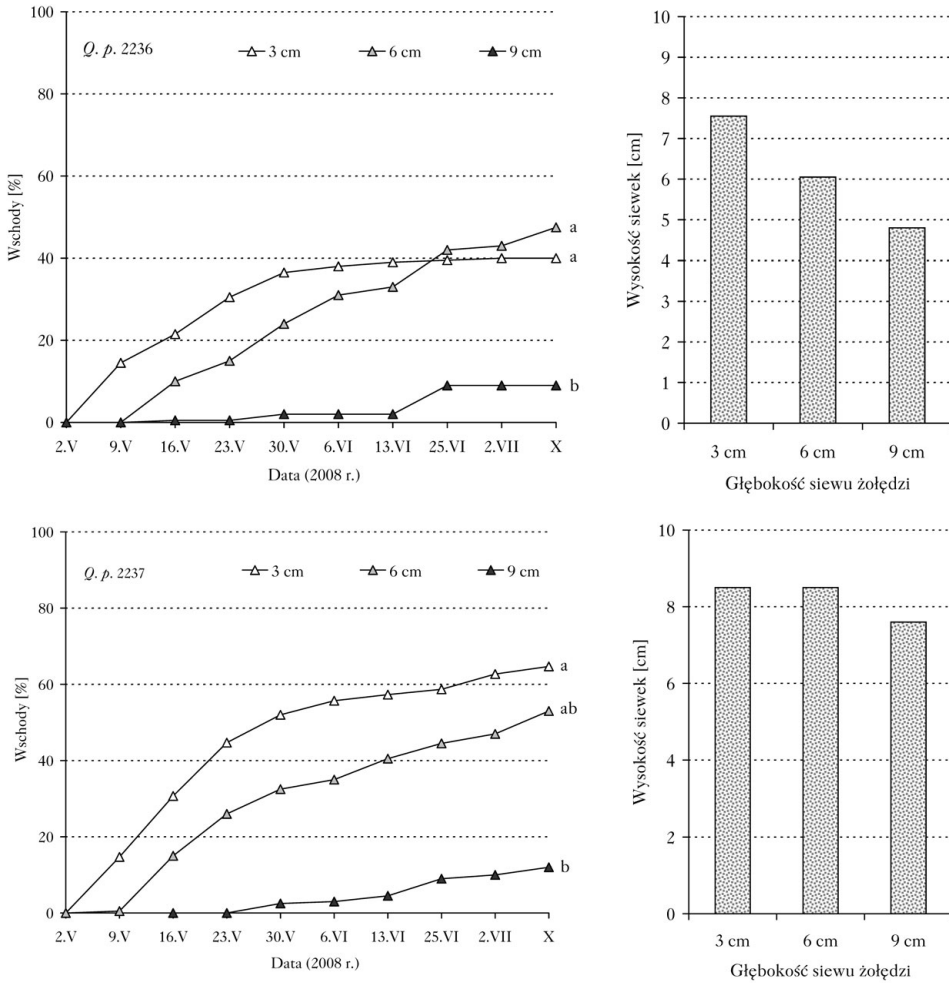 100
80
60
40
20
0
Wschody [%]
Q. p. 2236
3 cm
6 cm
9 cm
a
a
b
2.V 9.V 16.V 23.V 30.V 6.VI 13.VI 25.VI 2.VII X
Data (2008 r.)
10
9
8
7
6
5
4
3
2
1
0
Wysokość siewek [cm]
3 cm 6 cm 9 cm
Głębokość siewu żołędzi
100
80
60
40
20
0
Wschody [%]
Q. p. 2237
3 cm
6 cm
9 cm
a
ab
b
2.V 9.V 16.V 23.V 30.V 6.VI 13.VI 25.VI 2.VII X
Data (2008 r.)
10
8
6
4
2
0
Wysokość siewek [cm]
3 cm 6 cm 9 cm
Głębokość siewu żołędzi